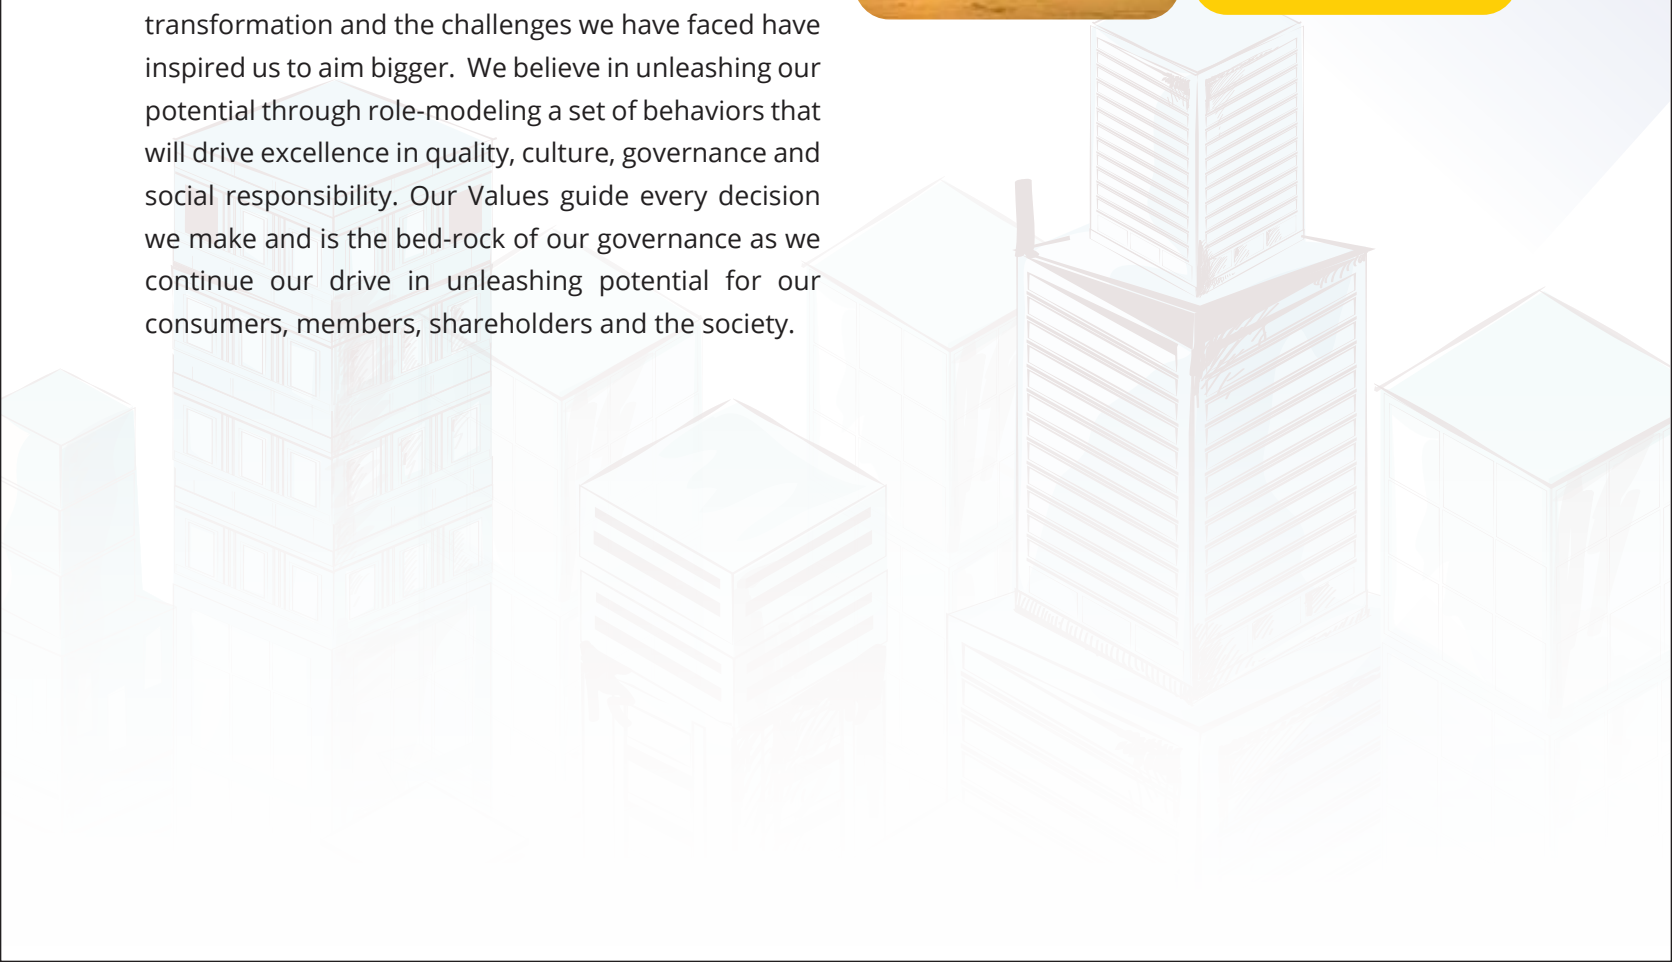 transformation and the challenges we have faced have
inspired us to aim bigger.  We believe in unleashing our
potential through role-modeling a set of behaviors that
will drive excellence in quality, culture, governance and
social responsibility. Our Values guide every decision
we make and is the bed-rock of our governance as we
continue our drive in unleashing potential for our
consumers, members, shareholders and the society.